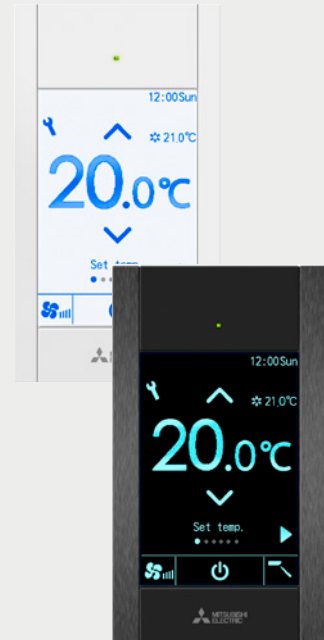 12:00Sun
21.0℃
20.0℃
Set temp.
12:00Sun
21.0℃
20.0℃
Set temp.
MITSUBISHI
ELECTRIC